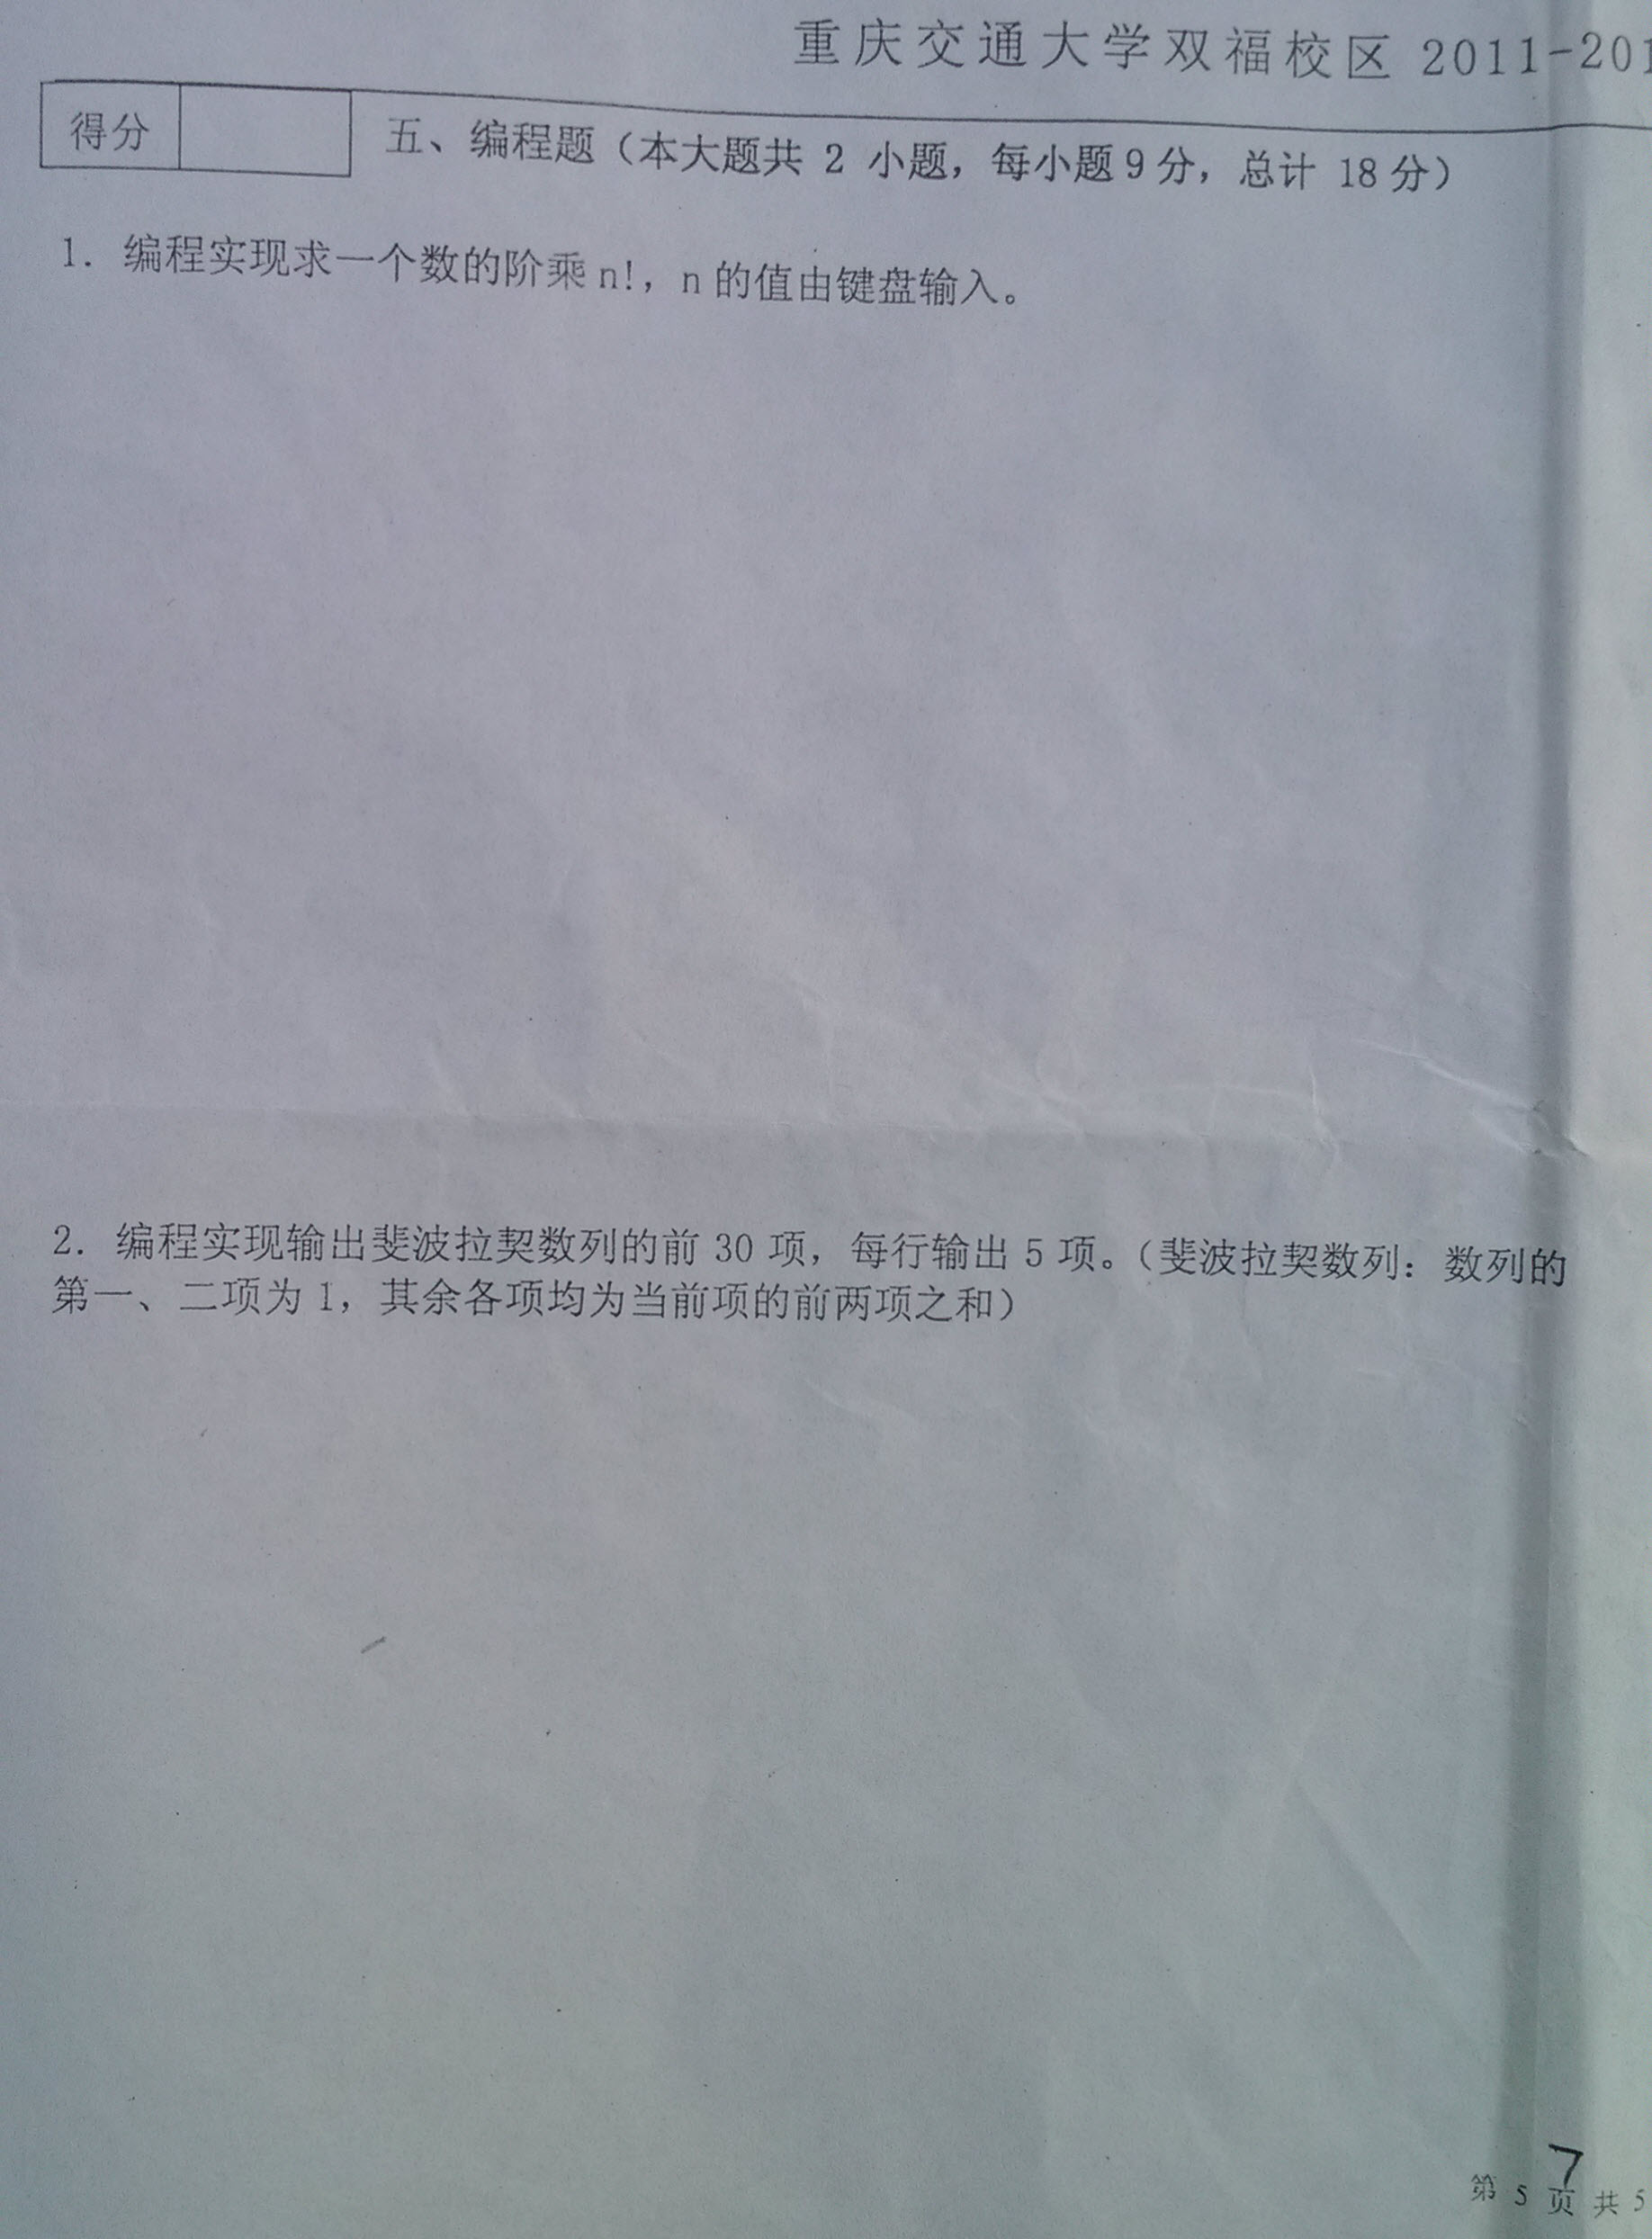 重庆交通大学双福校区 2011-201
得分
五、编程题（本大题共 2 小题，每小题9分，总计 18分）
1. 编程实现求一个数的阶乘n!，n的值由键盘输入。
2. 编程实现输出斐波拉契数列的前 30 项，每行输出5项。（斐波拉契数列：数列的
第一、二项为1，其余各项均为当前项的前两项之和）
7
第 5 页 共 5